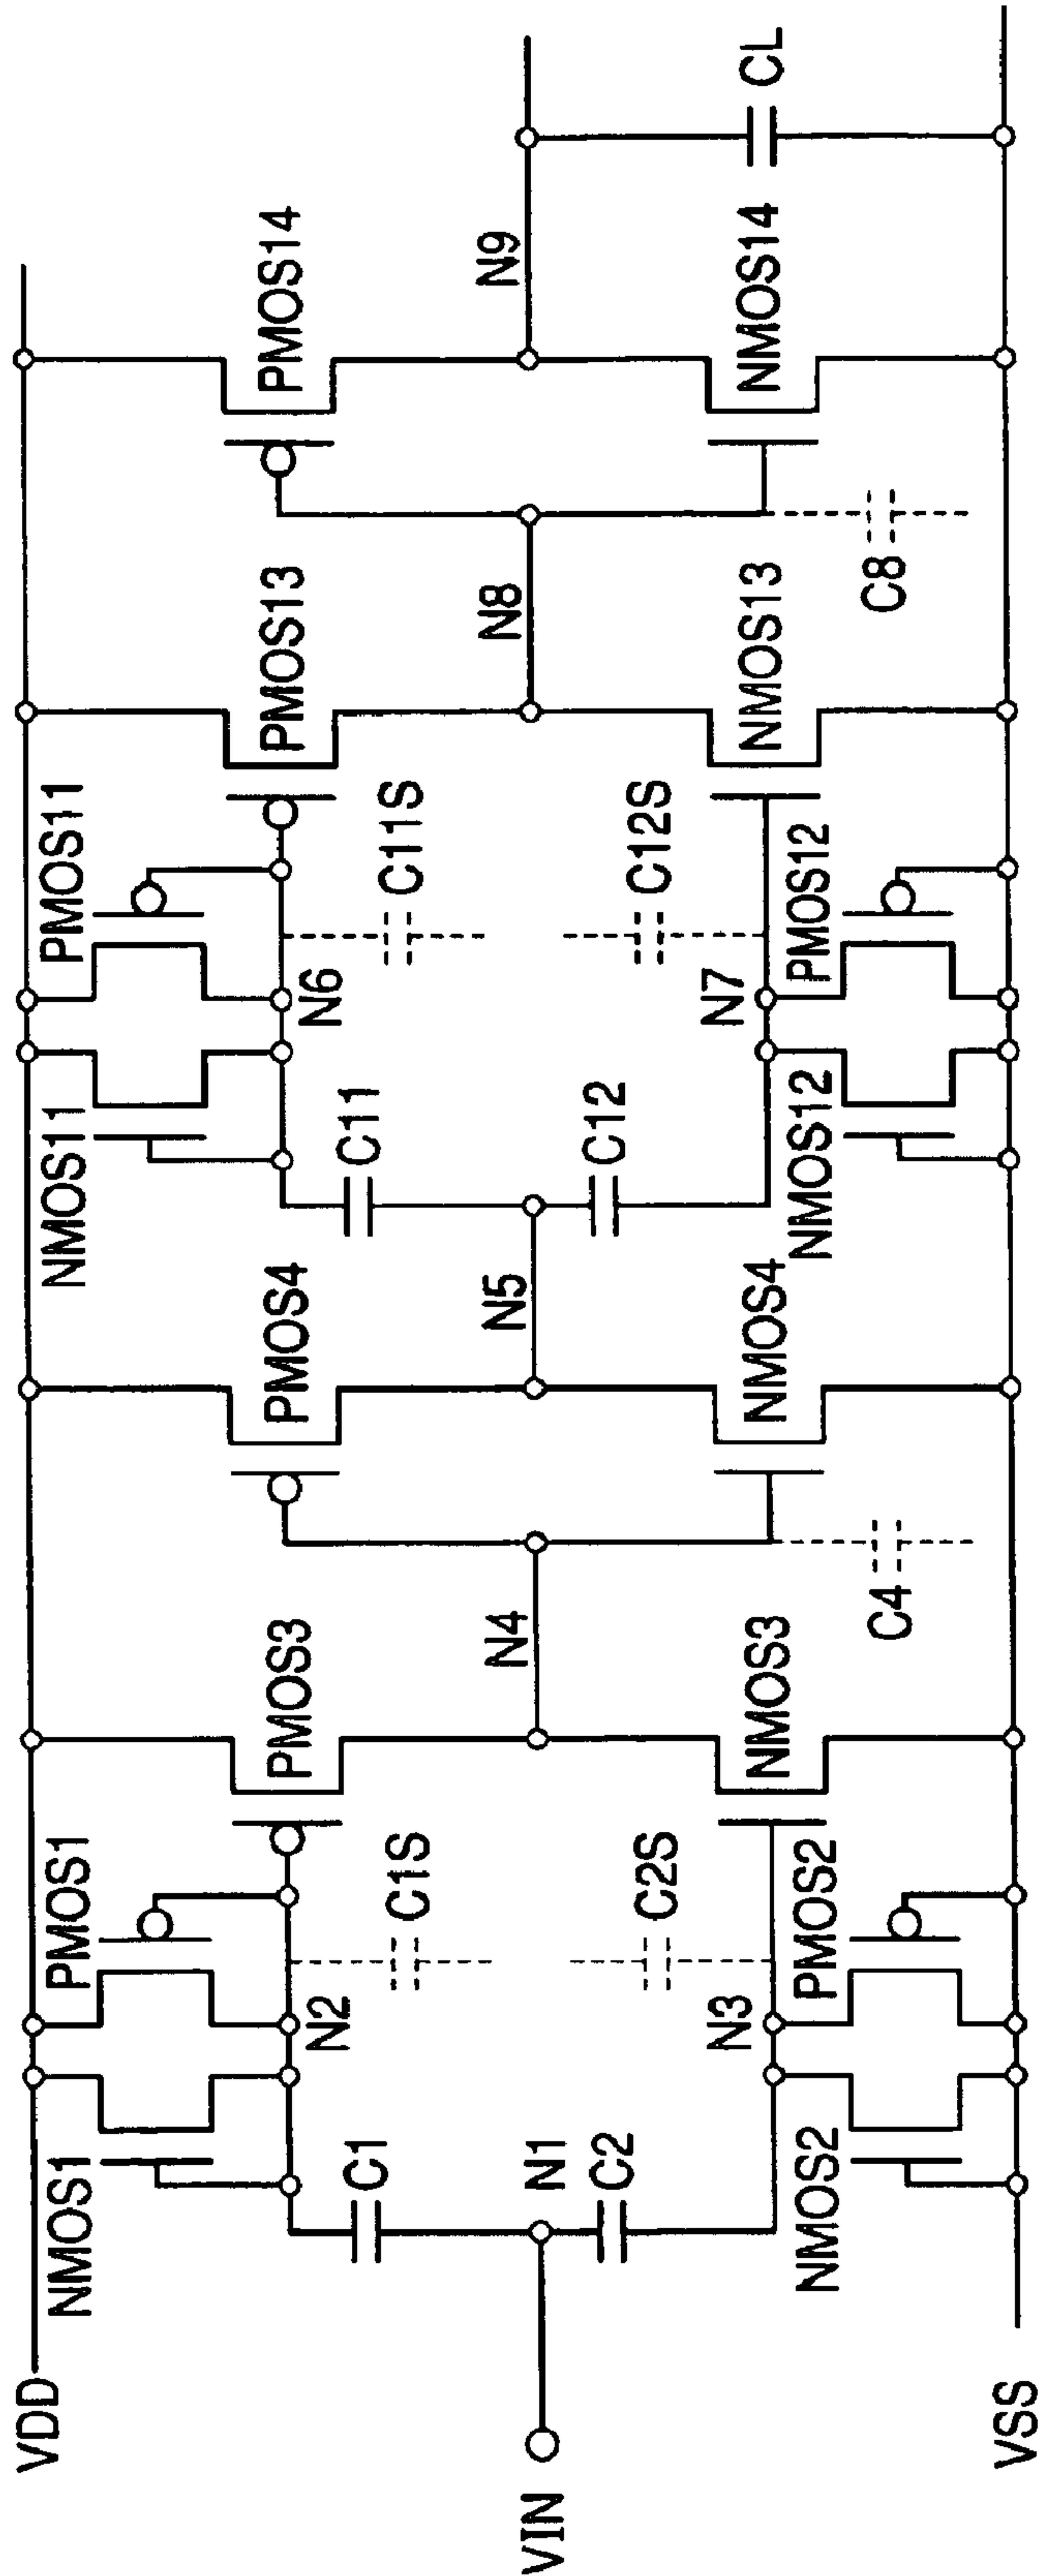 VDD
NMOS1
PMOS1
PMOS3
PMOS4
NMOS11
PMOS11
PMOS13
PMOS14
N2
C1S
N6
C11S
C1
C11
VIN
N1
N4
N5
N8
N9
C2
C2S
C12
C12S
CL
N3
N7
NMOS2
PMOS2
NMOS3
C4
NMOS4
NMOS12
PMOS12
NMOS13
C8
NMOS14
VSS